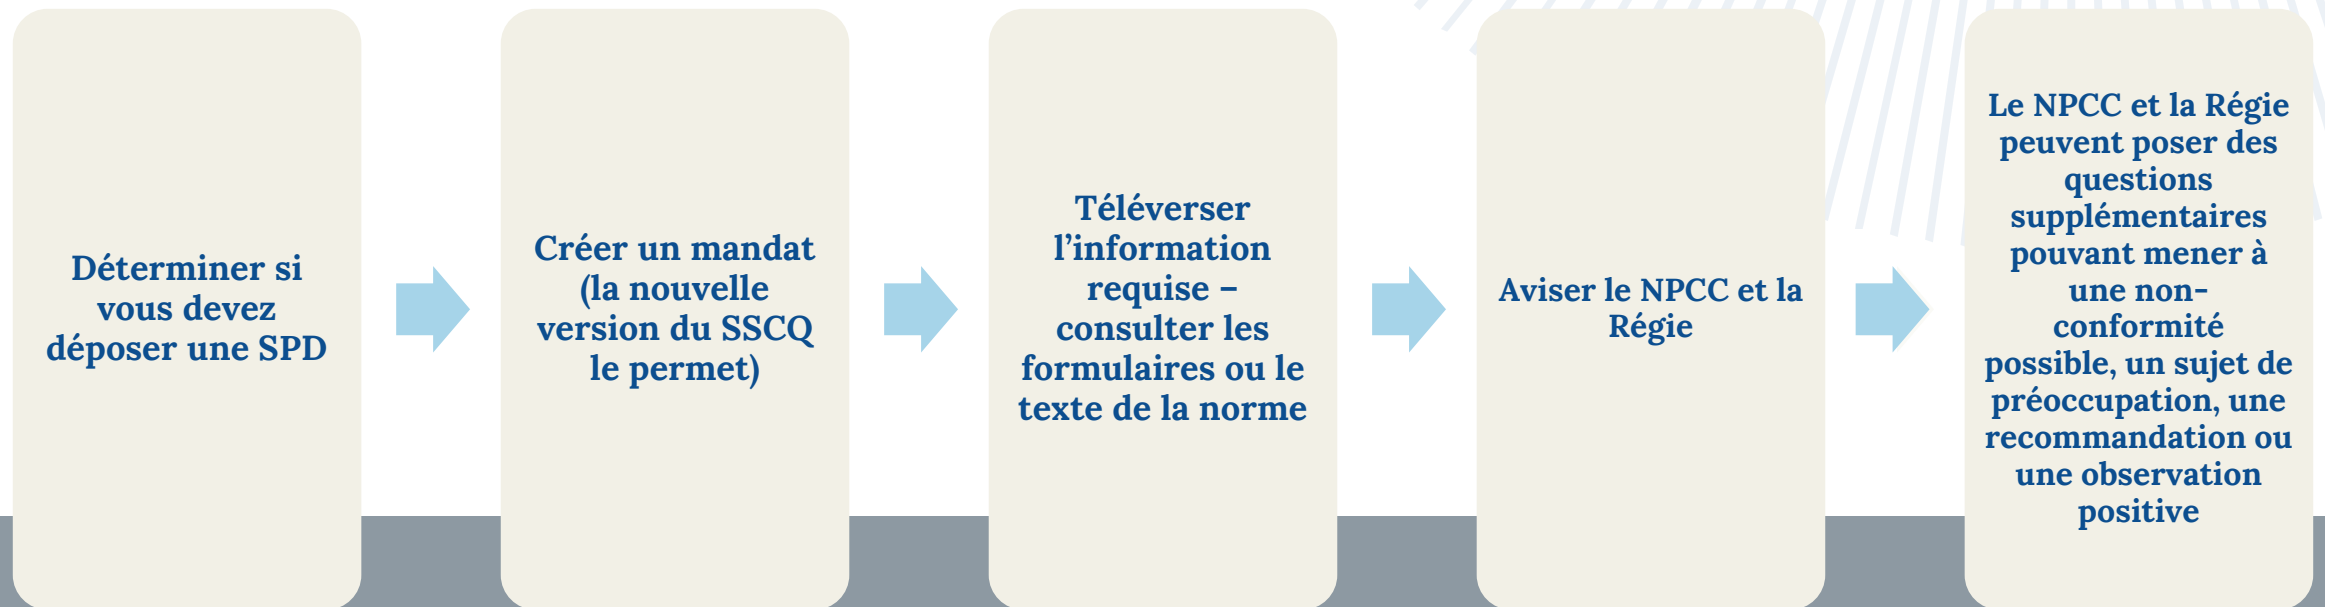 Déterminer si
vous devez
déposer une SPD
Créer un mandat
(la nouvelle
version du SSCQ
le permet)
Téléverser
l’information
requise –
consulter les
formulaires ou le
texte de la norme
Aviser le NPCC et la
Régie
Le NPCC et la Régie
peuvent poser des
questions
supplémentaires
pouvant mener à
une non-
conformité
possible, un sujet de
préoccupation, une
recommandation ou
une observation
positive